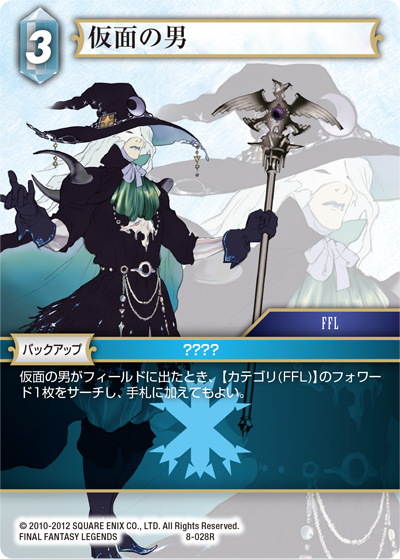 3
仮面の男
FFL
バックアップ
????
仮面の男がフィールドに出たとき、【カテゴリ(FFL)】のフォワー
ド1枚をサーチし、手札に加えてもよい。
© 2010-2012 SQUARE ENIX CO., LTD. All Rights Reserved.
FINAL FANTASY LEGENDS
8-028R